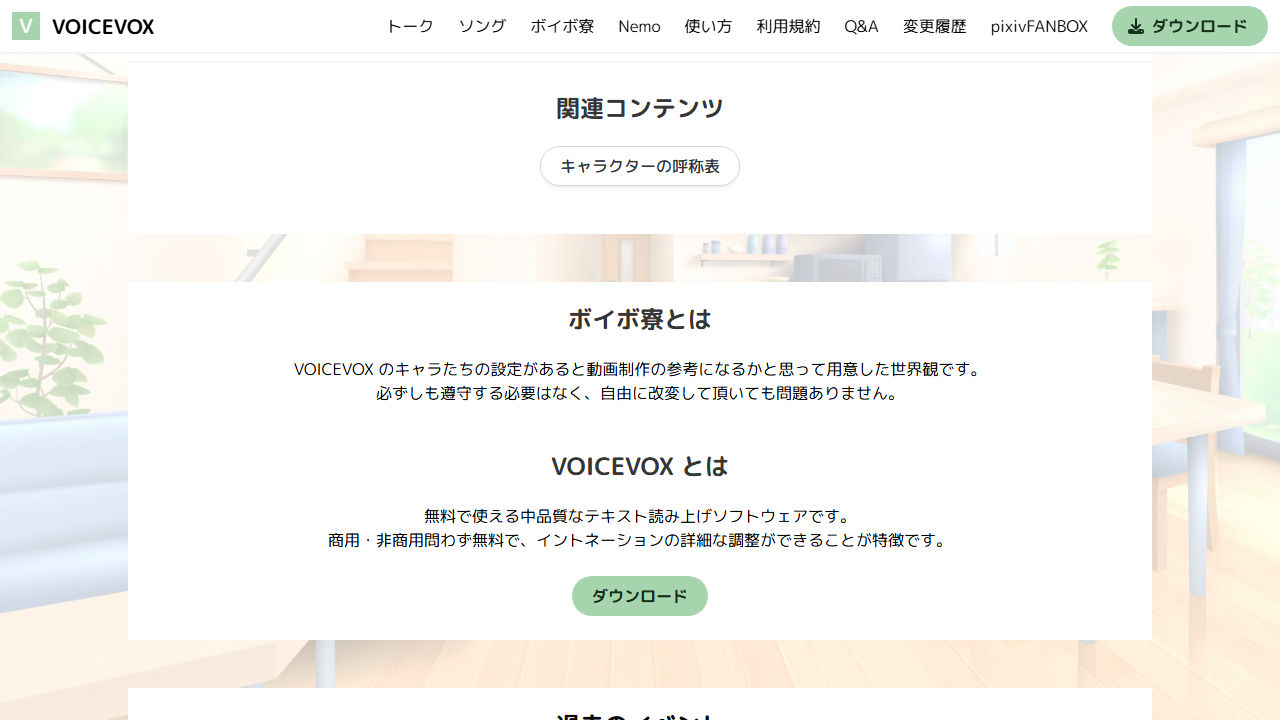 V VOICEVOX トーク ソング ボイボ寮 Nemo 使い方 利用規約 Q&A 変更履歴 pixivFANBOX ダウンロード
関連コンテンツ
キャラクターの呼称表
ボイボ寮とは
VOICEVOX のキャラたちの設定があると動画制作の参考になるかと思って用意した世界観です。
必ずしも遵守する必要はなく、自由に改変して頂いても問題ありません。
VOICEVOX とは
無料で使える中品質なテキスト読み上げソフトウェアです。
商用・非商用問わず無料で、イントネーションの詳細な調整ができることが特徴です。
ダウンロード
過去のイベント